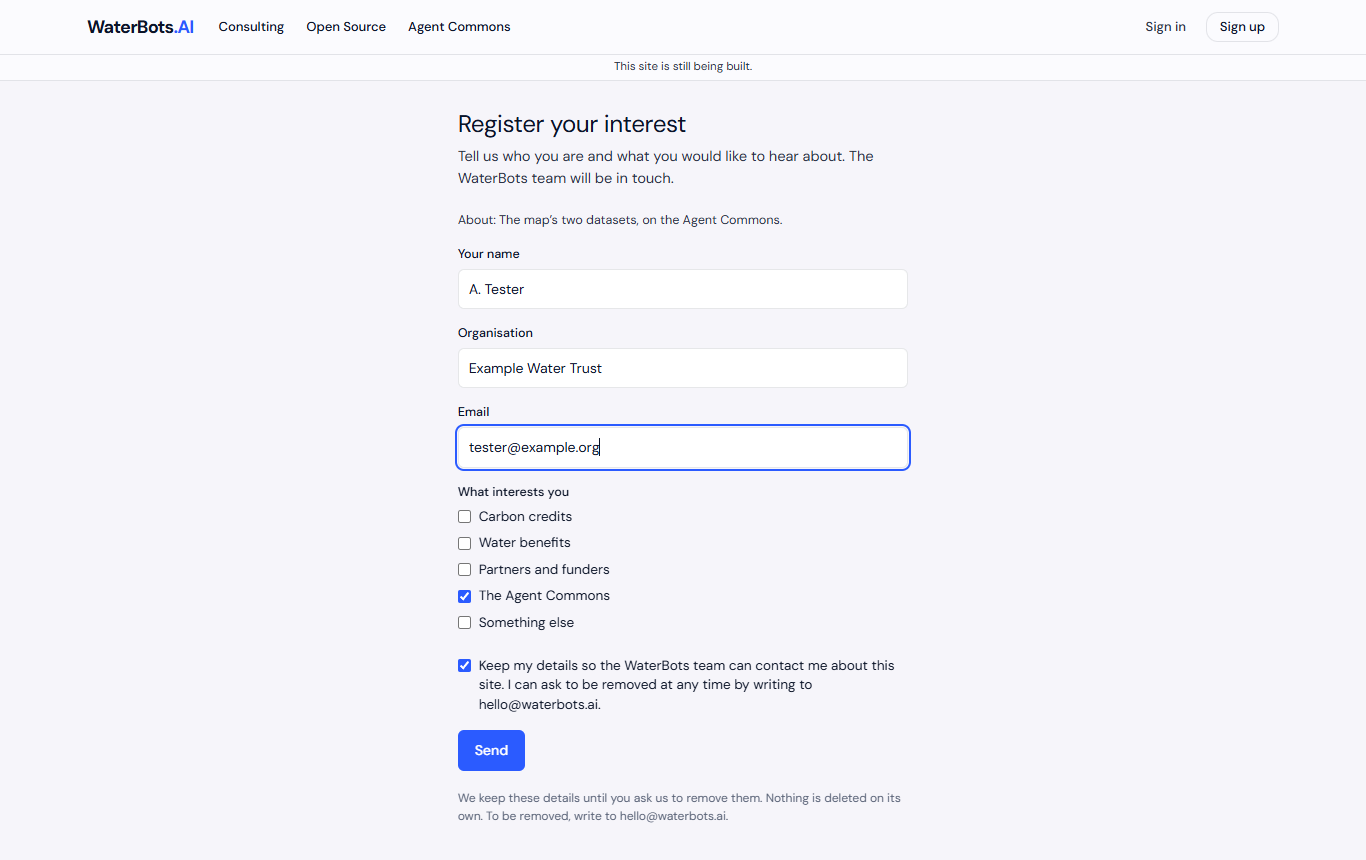 WaterBots.AI Consulting Open Source Agent Commons Sign in Sign up
This site is still being built.
Register your interest
Tell us who you are and what you would like to hear about. The
WaterBots team will be in touch.
About: The map’s two datasets, on the Agent Commons.
Your name
A. Tester
Organisation
Example Water Trust
Email
tester@example.org
What interests you
Carbon credits
Water benefits
Partners and funders
The Agent Commons
Something else
Keep my details so the WaterBots team can contact me about this
site. I can ask to be removed at any time by writing to
hello@waterbots.ai.
Send
We keep these details until you ask us to remove them. Nothing is deleted on its
own. To be removed, write to hello@waterbots.ai.